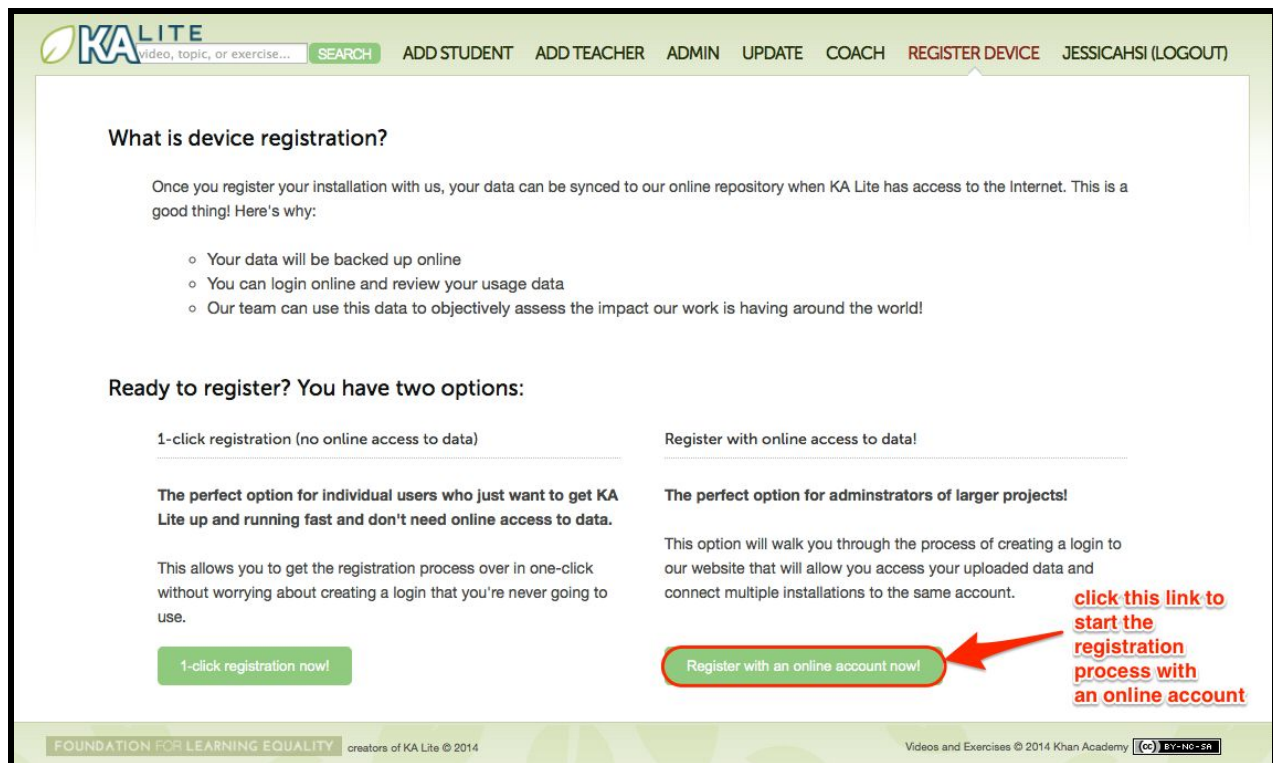 KA LITE
video, topic, or exercise... SEARCH ADD STUDENT ADD TEACHER ADMIN UPDATE COACH REGISTER DEVICE JESSICAHSI (LOGOUT)
What is device registration?
Once you register your installation with us, your data can be synced to our online repository when KA Lite has access to the Internet. This is a
good thing! Here's why:
Your data will be backed up online
You can login online and review your usage data
Our team can use this data to objectively assess the impact our work is having around the world!
Ready to register? You have two options:
1-click registration (no online access to data)
The perfect option for individual users who just want to get KA
Lite up and running fast and don't need online access to data.
This allows you to get the registration process over in one-click
without worrying about creating a login that you're never going to
use.
1-click registration now!
Register with online access to data!
The perfect option for adminstrators of larger projects!
This option will walk you through the process of creating a login to
our website that will allow you access your uploaded data and
connect multiple installations to the same account.
Register with an online account now!
click this link to
start the
registration
process with
an online account
FOUNDATION FOR LEARNING EQUALITY creators of KA Lite © 2014
Videos and Exercises © 2014 Khan Academy (cc) BY-NC-SA